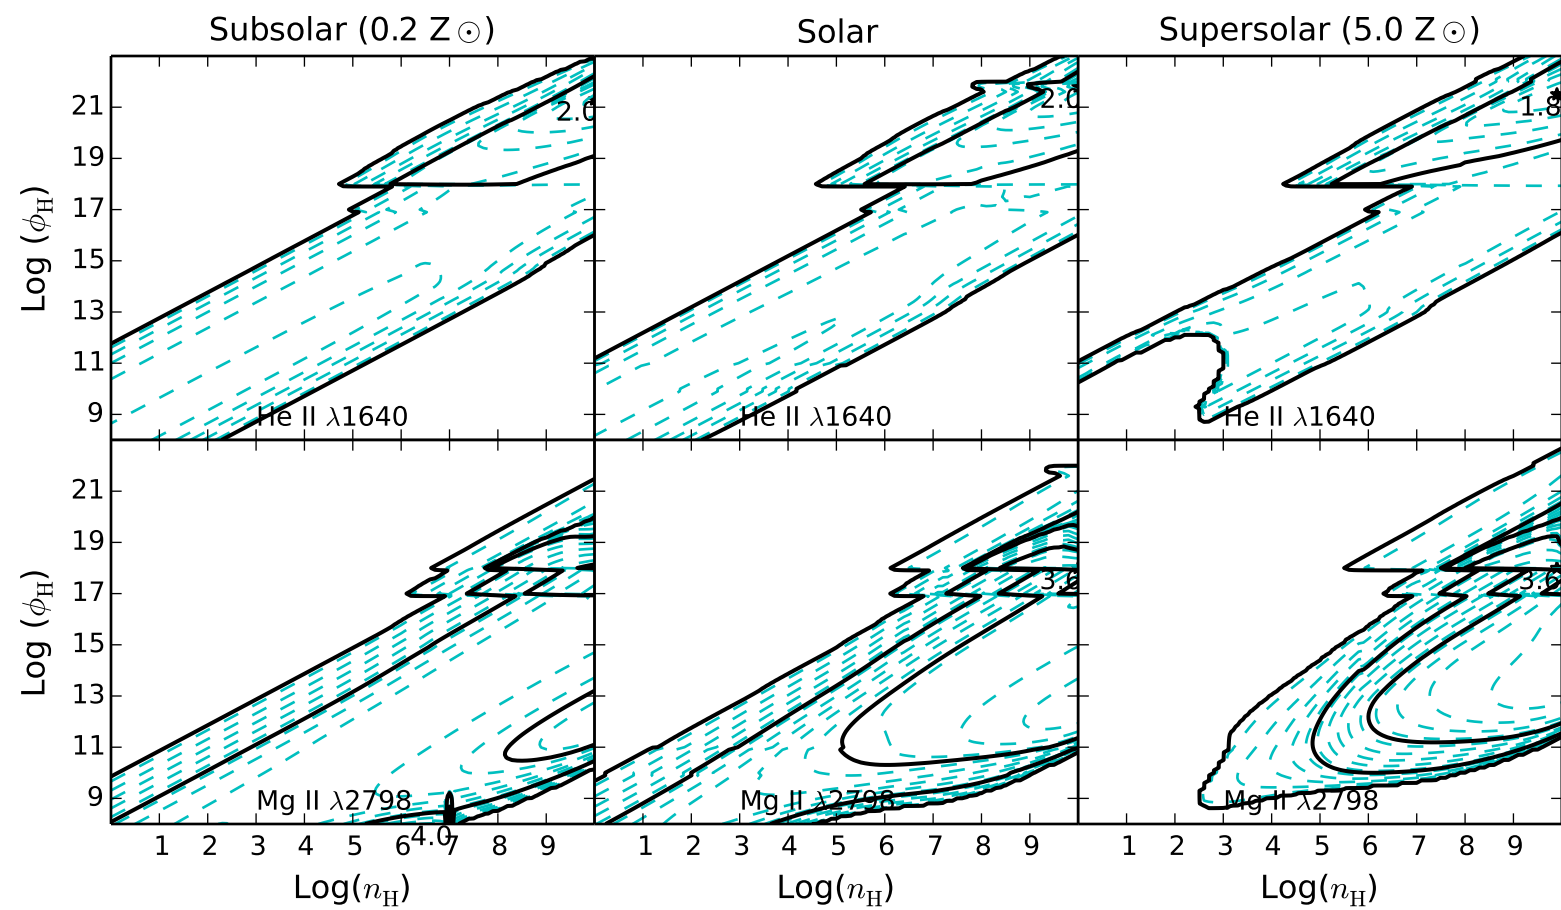 Subsolar (0.2 Z☉) Solar Supersolar (5.0 Z☉)
Log (ϕH)
21
19
17
15
13
11
9
2.0
2.0
1.8
He II λ1640 He II λ1640 He II λ1640
Log (ϕH)
21
19
17
15
13
11
9
3.6
3.6
Mg II λ2798 Mg II λ2798 Mg II λ2798
4.0
1 2 3 4 5 6 7 8 9 1 2 3 4 5 6 7 8 9 1 2 3 4 5 6 7 8 9
Log(nH) Log(nH) Log(nH)